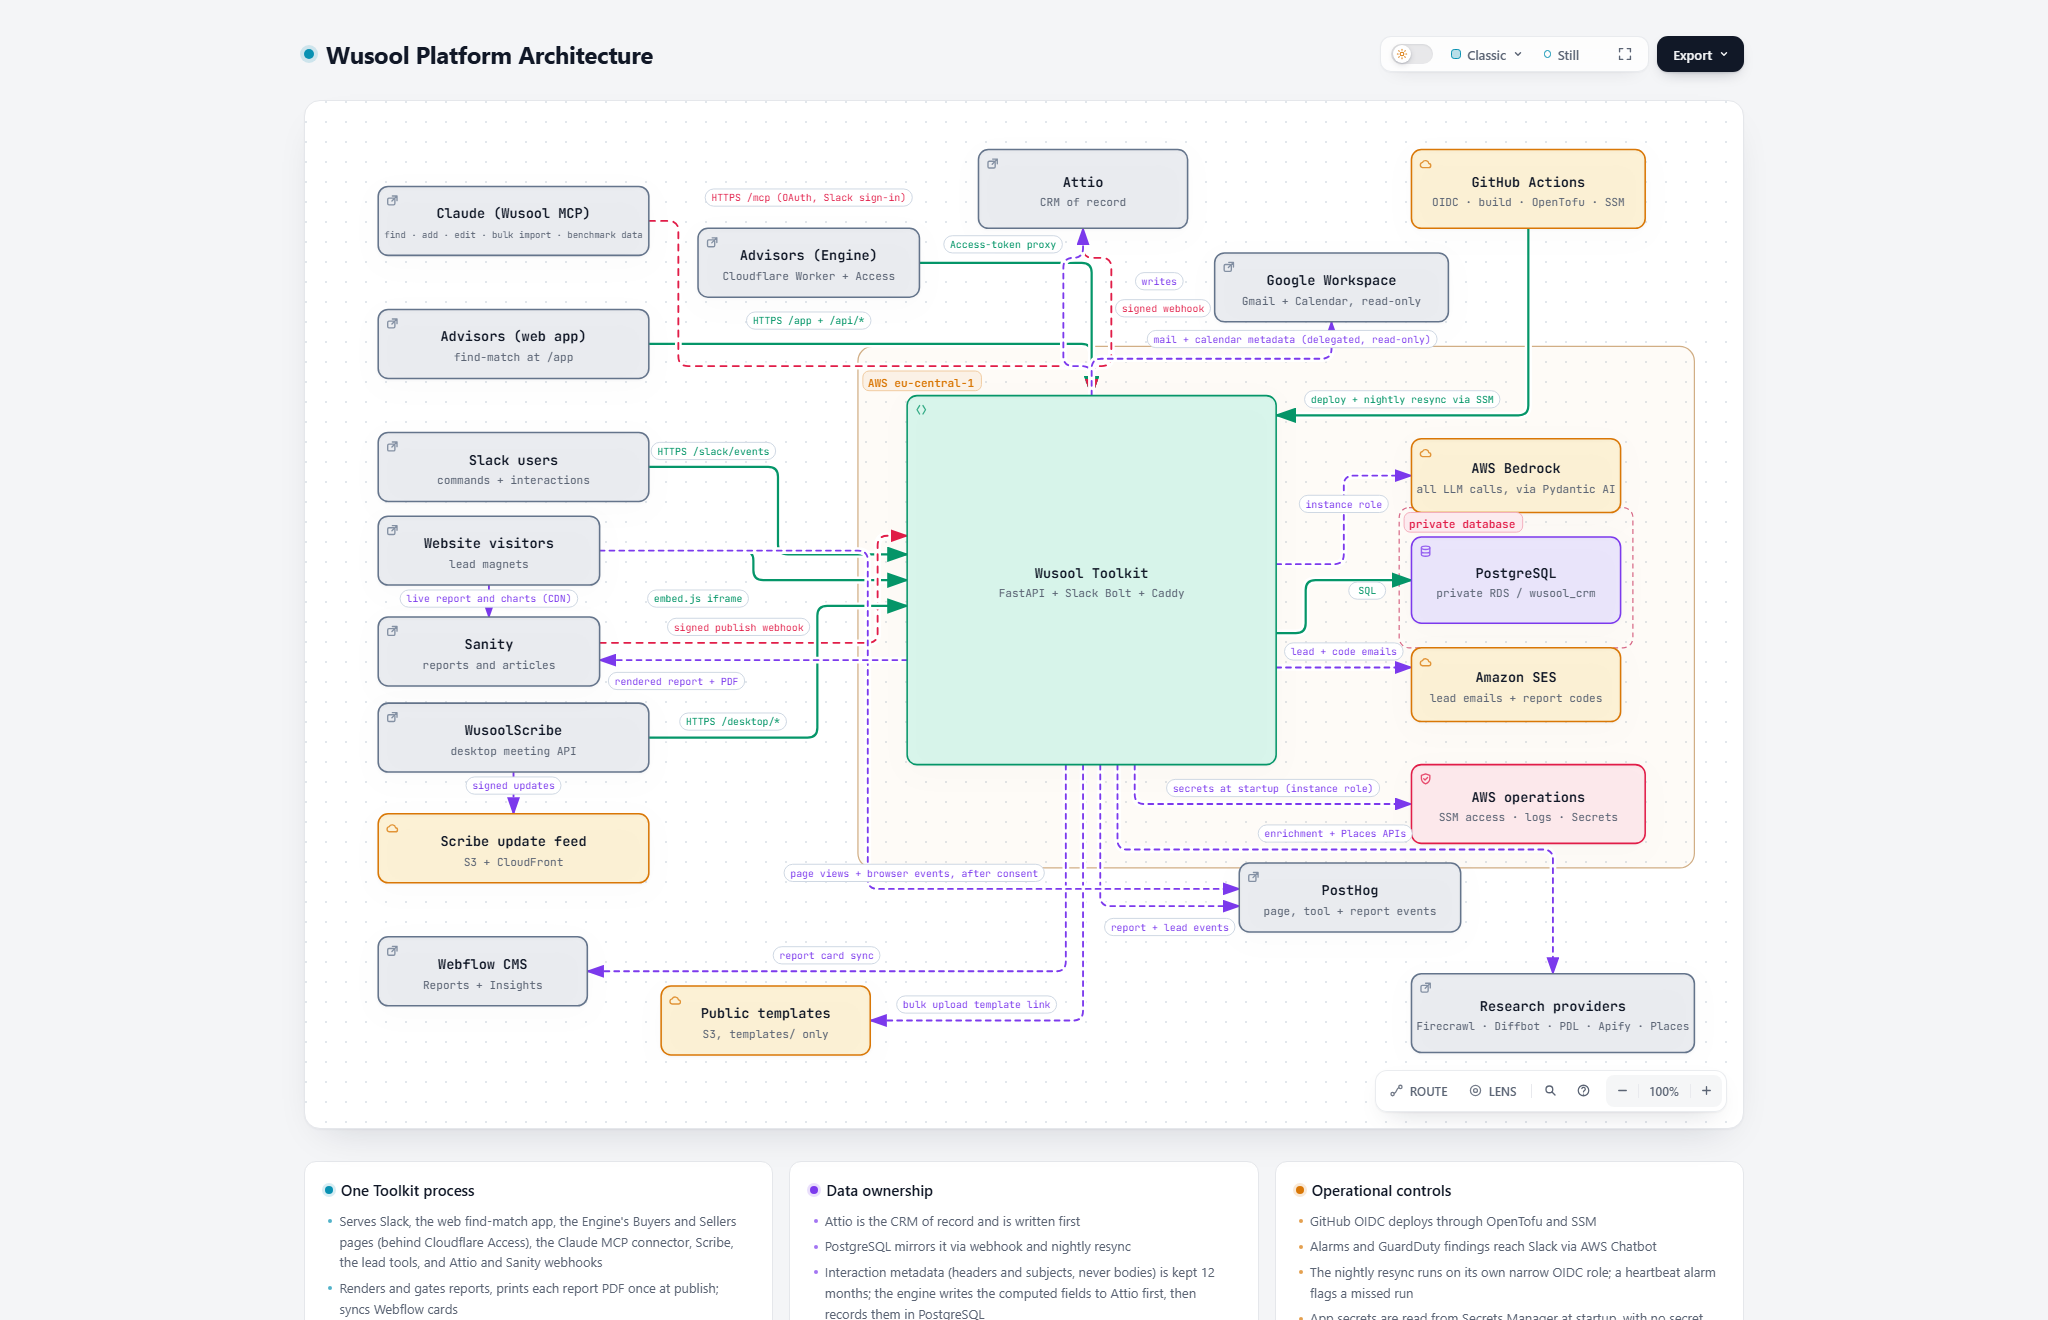 Wusool Platform Architecture
Classic
Still
Export
Attio
CRM of record
GitHub Actions
OIDC · build · OpenTofu · SSM
Claude (Wusool MCP)
find · add · edit · bulk import · benchmark data
HTTPS /mcp (OAuth, Slack sign-in)
Advisors (Engine)
Cloudflare Worker + Access
Access-token proxy
writes
signed webhook
Google Workspace
Gmail + Calendar, read-only
HTTPS /app + /api/*
Advisors (web app)
find-match at /app
mail + calendar metadata (delegated, read-only)
AWS eu-central-1
deploy + nightly resync via SSM
Slack users
commands + interactions
HTTPS /slack/events
AWS Bedrock
all LLM calls, via Pydantic AI
instance role
private database
Website visitors
lead magnets
PostgreSQL
private RDS / wusool_crm
Wusool Toolkit
FastAPI + Slack Bolt + Caddy
SQL
live report and charts (CDN)
embed.js iframe
signed publish webhook
Sanity
reports and articles
lead + code emails
rendered report + PDF
Amazon SES
lead emails + report codes
WusoolScribe
desktop meeting API
HTTPS /desktop/*
signed updates
secrets at startup (instance role)
AWS operations
SSM access · logs · Secrets
enrichment + Places APIs
Scribe update feed
S3 + CloudFront
page views + browser events, after consent
PostHog
page, tool + report events
report + lead events
Webflow CMS
Reports + Insights
report card sync
Public templates
S3, templates/ only
bulk upload template link
Research providers
Firecrawl · Diffbot · PDL · Apify · Places
ROUTE
LENS
100%
One Toolkit process
• Serves Slack, the web find-match app, the Engine's Buyers and Sellers
pages (behind Cloudflare Access), the Claude MCP connector, Scribe,
the lead tools, and Attio and Sanity webhooks
• Renders and gates reports, prints each report PDF once at publish;
syncs Webflow cards
Data ownership
• Attio is the CRM of record and is written first
• PostgreSQL mirrors it via webhook and nightly resync
• Interaction metadata (headers and subjects, never bodies) is kept 12
months; the engine writes the computed fields to Attio first, then
records them in PostgreSQL
Operational controls
• GitHub OIDC deploys through OpenTofu and SSM
• Alarms and GuardDuty findings reach Slack via AWS Chatbot
• The nightly resync runs on its own narrow OIDC role; a heartbeat alarm
flags a missed run
• App secrets are read from Secrets Manager at startup, with no secret